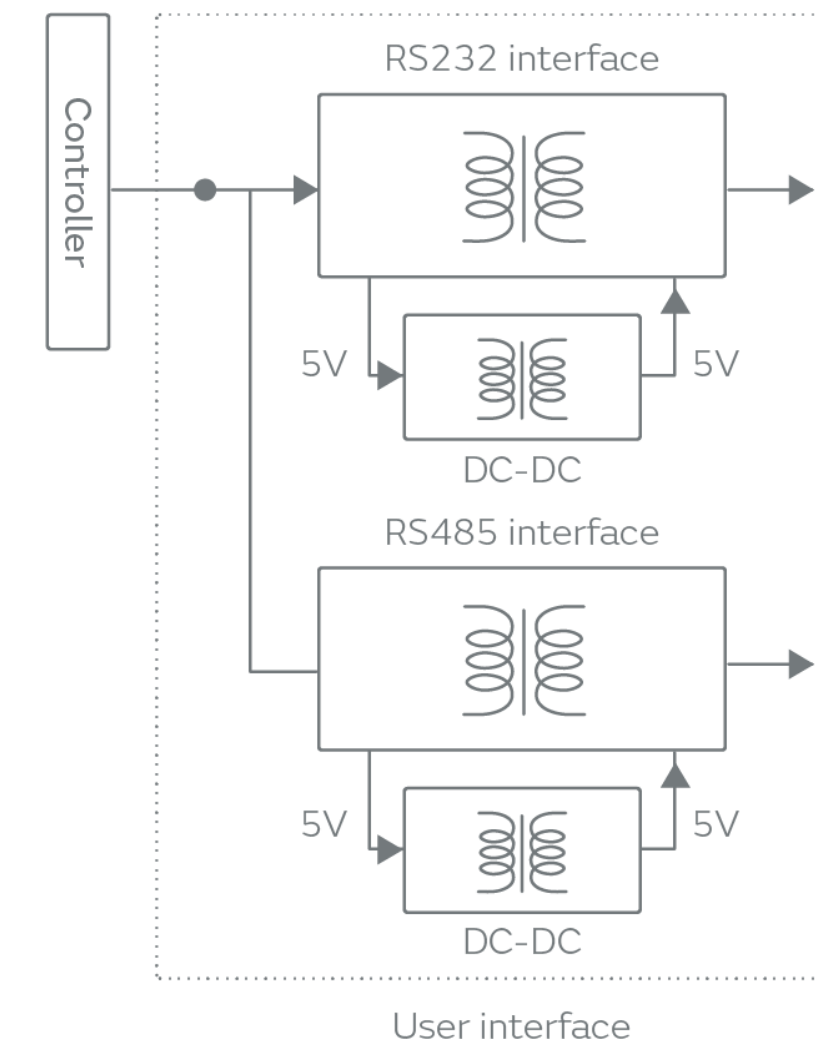 Controller
RS232 interface
5V
5V
DC-DC
RS485 interface
5V
5V
DC-DC
User interface